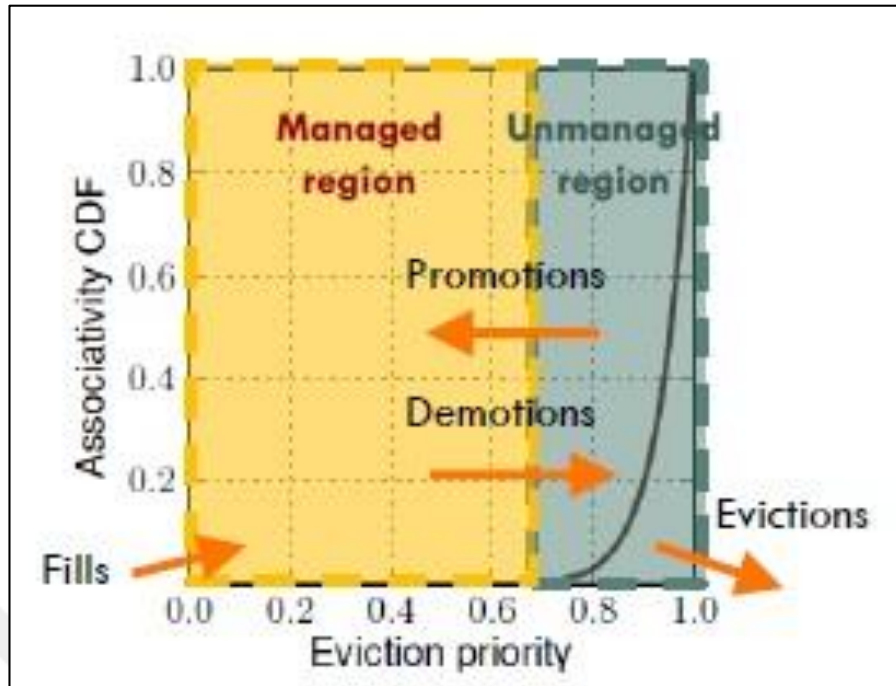 1.0
0.8
0.6
0.4
0.2
Associativity CDF
Managed
region
Unmanaged
region
Promotions
Demotions
Evictions
Fills
0.0 0.2 0.4 0.6 0.8 1.0
Eviction priority